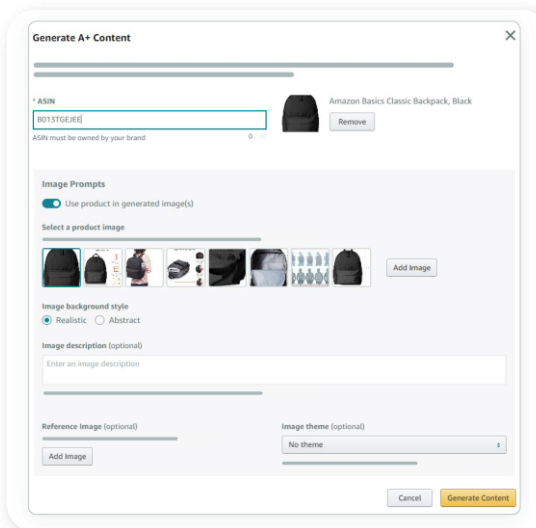 Generate A+ Content
* ASIN
B013TGEJEE
ASIN must be owned by your brand
0
Amazon Basics Classic Backpack, Black
Remove
Image Prompts
Use product in generated image(s)
Select a product image
Add Image
Image background style
Realistic
Abstract
Image description (optional)
Enter an image description
Reference Image (optional)
Add Image
Image theme (optional)
No theme
Cancel
Generate Content